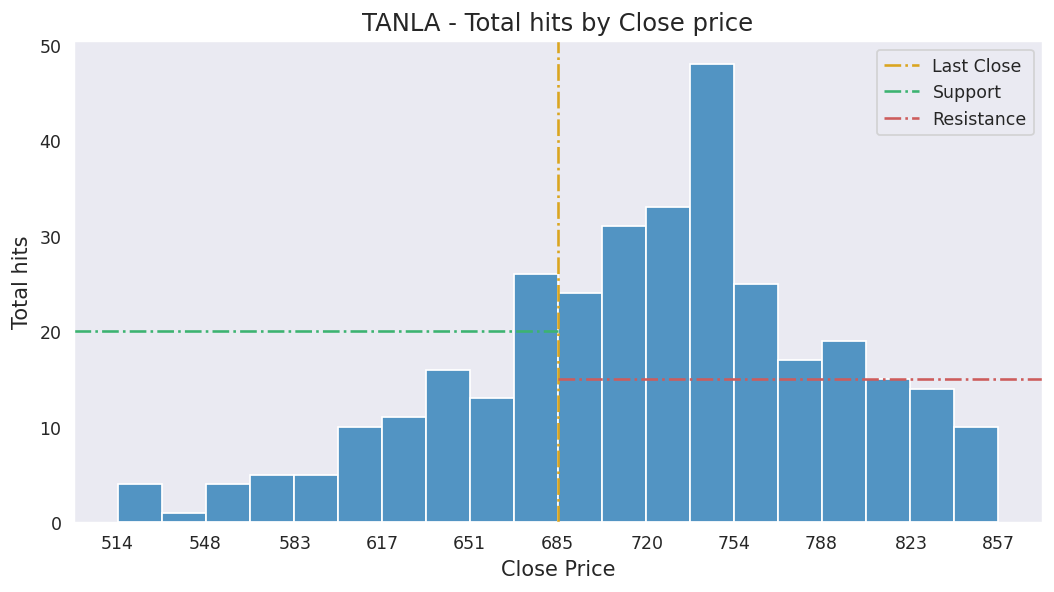 TANLA - Total hits by Close price
Last Close
Support
Resistance
Total hits
50
40
30
20
10
0
514 548 583 617 651 685 720 754 788 823 857
Close Price